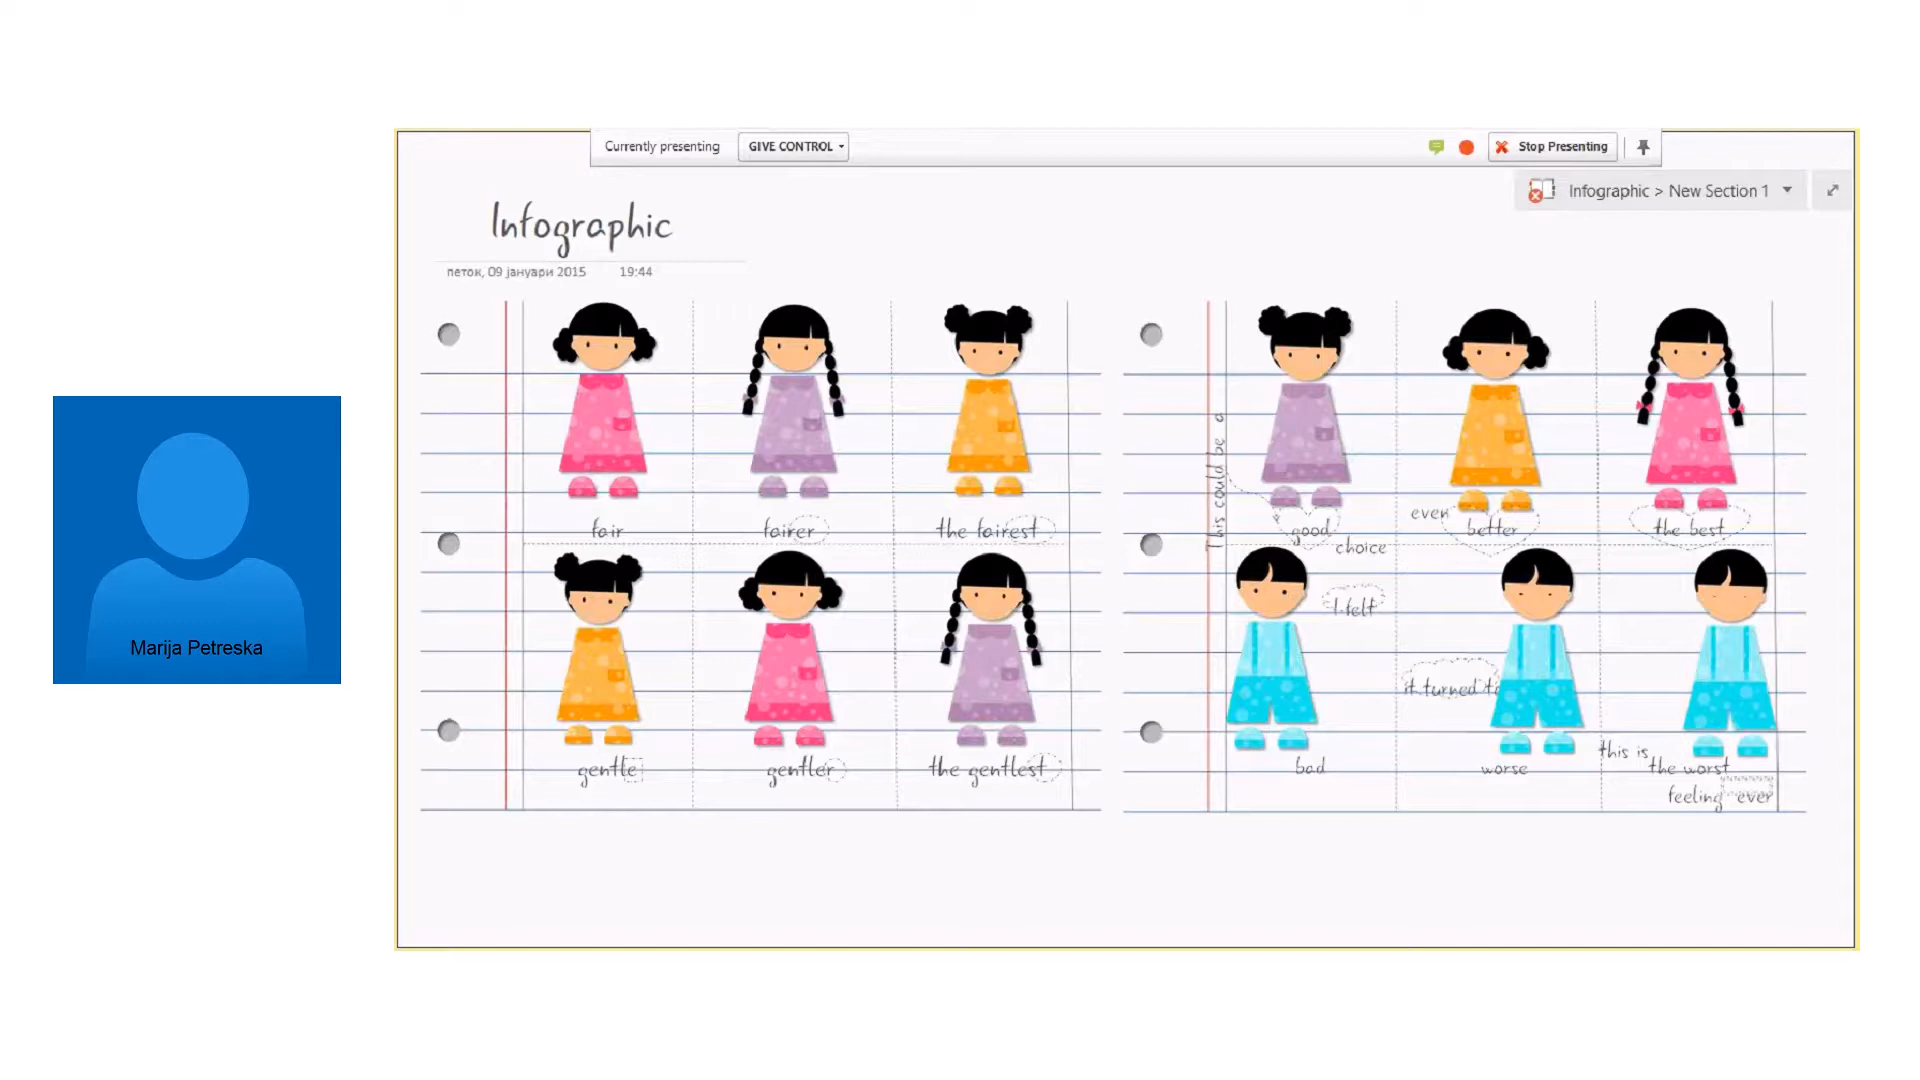 Currently presenting
GIVE CONTROL
Stop Presenting
Infographic > New Section 1
Infographic
петок, 09 јануари 2015 19:44
fair
fairer
the fairest
gentle
gentler
the gentlest
This could be a
good
choice
even
better
the best
I felt
bad
it turned to
worse
this is
the worst
feeling ever
Marija Petreska